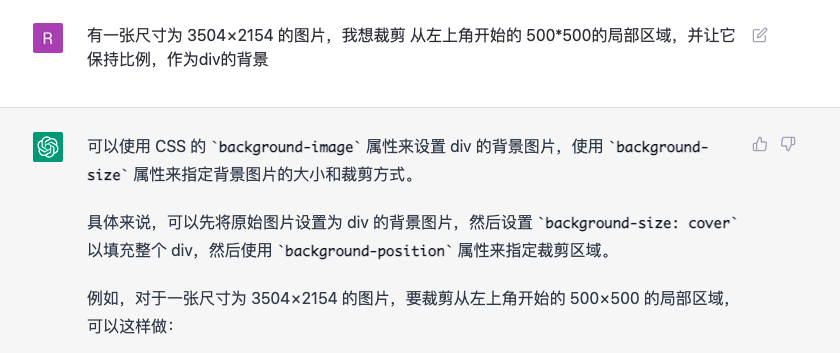 R
有一张尺寸为 3504×2154 的图片，我想裁剪 从左上角开始的 500*500的局部区域，并让它
保持比例，作为div的背景
可以使用 CSS 的 `background-image` 属性来设置 div 的背景图片，使用 `background-
size` 属性来指定背景图片的大小和裁剪方式。
具体来说，可以先将原始图片设置为 div 的背景图片，然后设置 `background-size: cover`
以填充整个 div，然后使用 `background-position` 属性来指定裁剪区域。
例如，对于一张尺寸为 3504×2154 的图片，要裁剪从左上角开始的 500×500 的局部区域，
可以这样做：